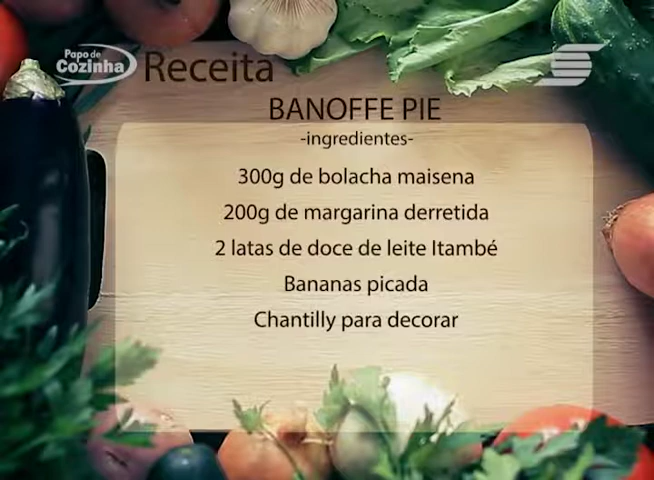 Papo de
Cozinha
Receita
BANOFFE PIE
-ingredientes-
300g de bolacha maisena
200g de margarina derretida
2 latas de doce de leite Itambé
Bananas picada
Chantilly para decorar